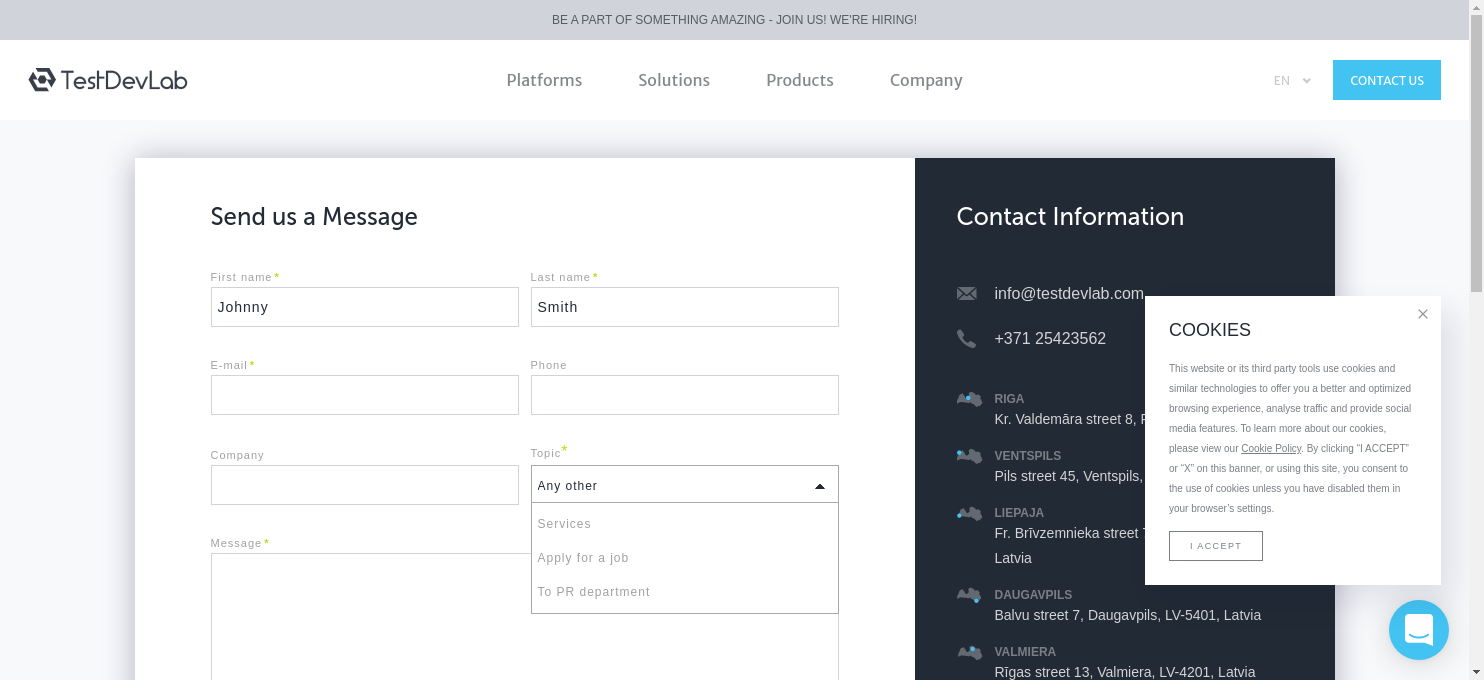 BE A PART OF SOMETHING AMAZING - JOIN US! WE'RE HIRING!
TestDevLab
Platforms
Solutions
Products
Company
EN
CONTACT US
Send us a Message
First name *
Last name *
Johnny
Smith
E-mail *
Phone
Company
Topic*
Any other
Services
Apply for a job
To PR department
Message *
Contact Information
info@testdevlab.com
+371 25423562
RIGA
Kr. Valdemāra street 8,
VENTSPILS
Pils street 45, Ventspils,
LIEPAJA
Fr. Brīvzemnieka street
Latvia
DAUGAVPILS
Balvu street 7, Daugavpils, LV-5401, Latvia
VALMIERA
Rīgas street 13, Valmiera, LV-4201, Latvia
COOKIES
This website or its third party tools use cookies and
similar technologies to offer you a better and optimized
browsing experience, analyse traffic and provide social
media features. To learn more about our cookies,
please view our Cookie Policy. By clicking “I ACCEPT”
or “X” on this banner, or using this site, you consent to
the use of cookies unless you have disabled them in
your browser’s settings.
I ACCEPT